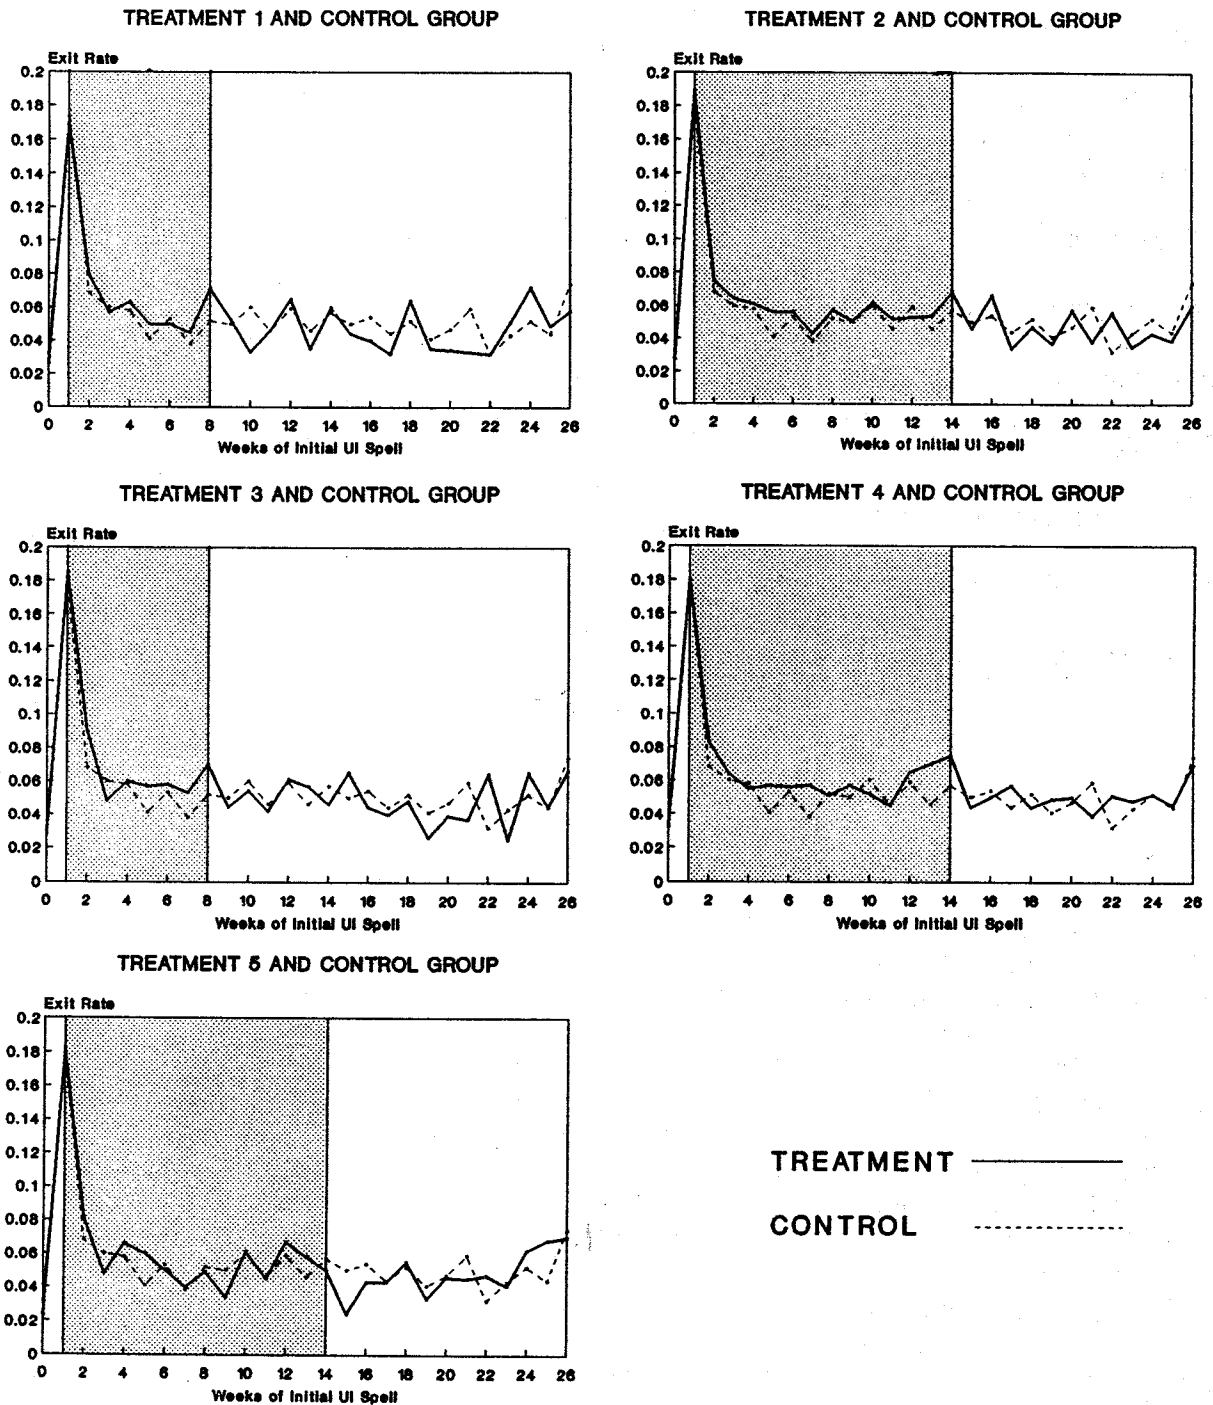 TREATMENT 1 AND CONTROL GROUP
Exit Rate
0.2
0.18
0.16
0.14
0.12
0.1
0.08
0.06
0.04
0.02
0
0 2 4 6 8 10 12 14 16 18 20 22 24 26
Weeks of Initial UI Spell
TREATMENT 2 AND CONTROL GROUP
Exit Rate
0.2
0.18
0.16
0.14
0.12
0.1
0.08
0.06
0.04
0.02
0
0 2 4 6 8 10 12 14 16 18 20 22 24 26
Weeks of Initial UI Spell
TREATMENT 3 AND CONTROL GROUP
Exit Rate
0.2
0.18
0.16
0.14
0.12
0.1
0.08
0.06
0.04
0.02
0
0 2 4 6 8 10 12 14 16 18 20 22 24 26
Weeks of Initial UI Spell
TREATMENT 4 AND CONTROL GROUP
Exit Rate
0.2
0.18
0.16
0.14
0.12
0.1
0.08
0.06
0.04
0.02
0
0 2 4 6 8 10 12 14 16 18 20 22 24 26
Weeks of Initial UI Spell
TREATMENT 5 AND CONTROL GROUP
Exit Rate
0.2
0.18
0.16
0.14
0.12
0.1
0.08
0.06
0.04
0.02
0
0 2 4 6 8 10 12 14 16 18 20 22 24 26
Weeks of Initial UI Spell
TREATMENT
CONTROL